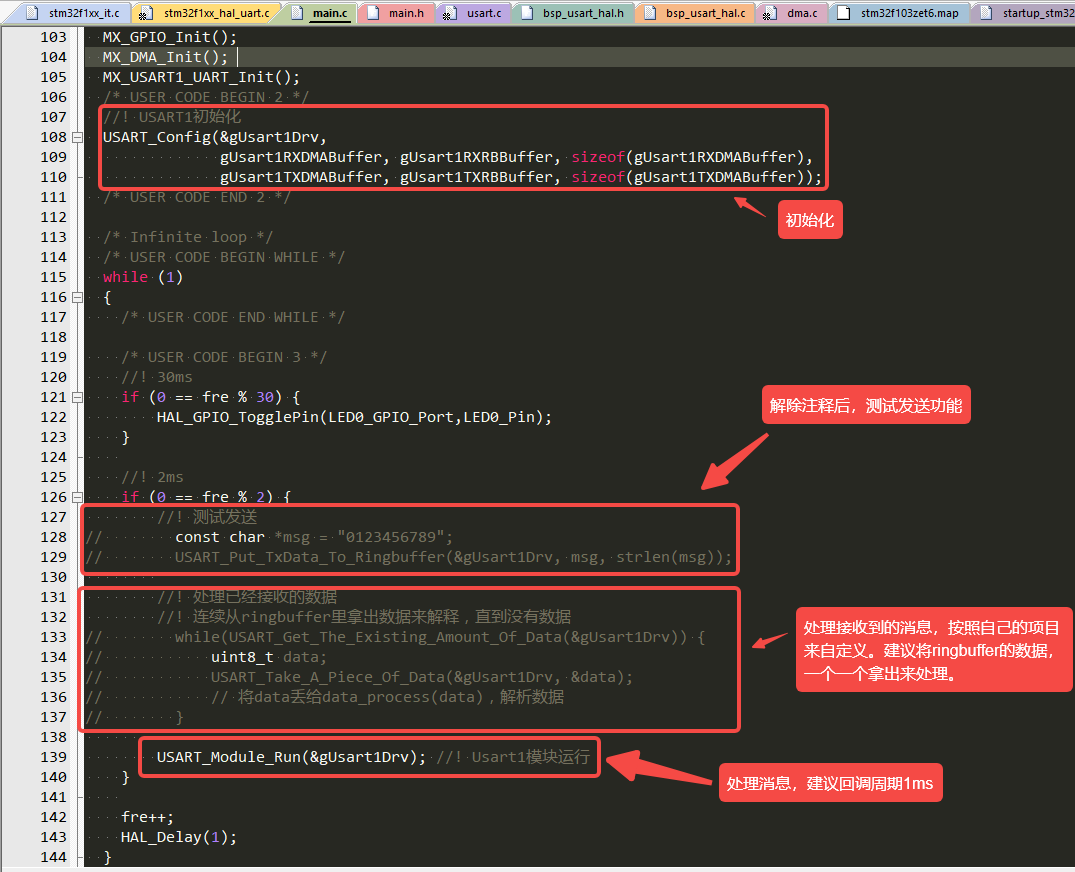 stm32f1xx_it.c stm32f1xx_hal_uart.c main.c main.h usart.c bsp_usart_hal.h bsp_usart_hal.c dma.c stm32f103zet6.map startup_stm32
103 MX_GPIO_Init();
104 MX_DMA_Init();
105 MX_USART1_UART_Init();
106 /* USER CODE BEGIN 2 */
107 //! USART1初始化
108 USART_Config(&gUsart1Drv,
109 gUsart1RXDMABuffer, gUsart1RXRBBuffer, sizeof(gUsart1RXDMABuffer),
110 gUsart1TXDMABuffer, gUsart1TXRBBuffer, sizeof(gUsart1TXDMABuffer));
111 /* USER CODE END 2 */
初始化
112
113 /* Infinite loop */
114 /* USER CODE BEGIN WHILE */
115 while (1)
116 {
117 /* USER CODE END WHILE */
118
119 /* USER CODE BEGIN 3 */
120 //! 30ms
121 if (0 == fre % 30) {
122 HAL_GPIO_TogglePin(LED0_GPIO_Port,LED0_Pin);
解除注释后，测试发送功能
123 }
124
125 //! 2ms
126 if (0 == fre % 2) {
127 //! 测试发送
128 // const char *msg = "0123456789";
129 // USART_Put_TxData_To_Ringbuffer(&gUsart1Drv, msg, strlen(msg));
130
131 //! 处理已经接收的数据
132 //! 连续从ringbuffer里拿出数据来解释，直到没有数据
133 // while(USART_Get_The_Existing_Amount_Of_Data(&gUsart1Drv)) {
134 // uint8_t data;
135 // USART_Take_A_Piece_Of_Data(&gUsart1Drv, &data);
136 // // 将data丢给data_process(data)，解析数据
137 // }
处理接收到的消息，按照自己的项目
来自定义。建议将ringbuffer的数据，
一个一个拿出来处理。
138
139 USART_Module_Run(&gUsart1Drv); //! Usart1模块运行
处理消息，建议回调周期1ms
140 }
141
142 fre++;
143 HAL_Delay(1);
144 }